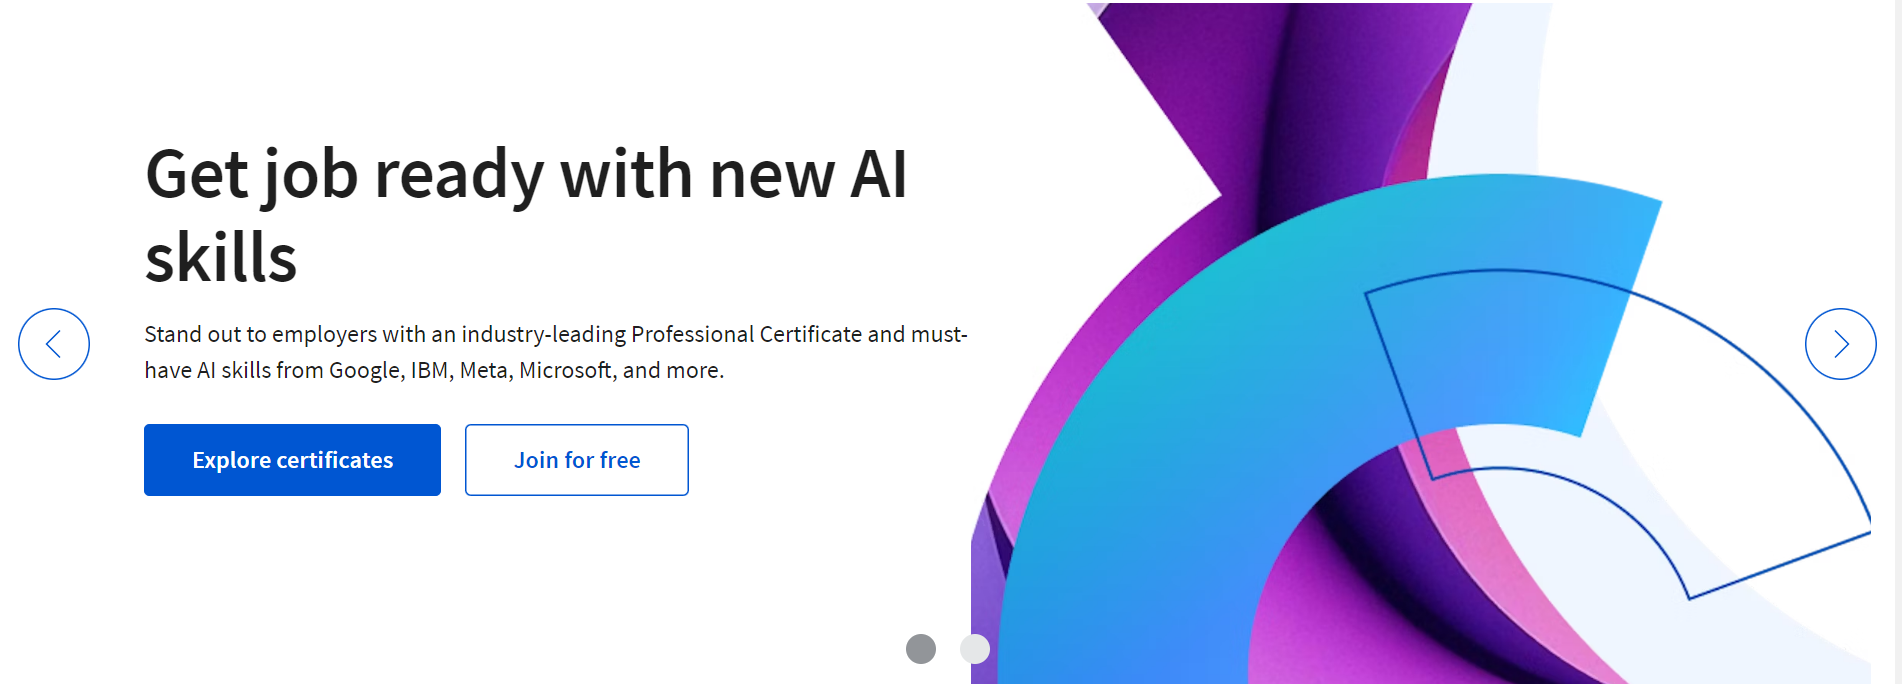 Get job ready with new AI
skills
Stand out to employers with an industry-leading Professional Certificate and must-
have AI skills from Google, IBM, Meta, Microsoft, and more.
Explore certificates
Join for free